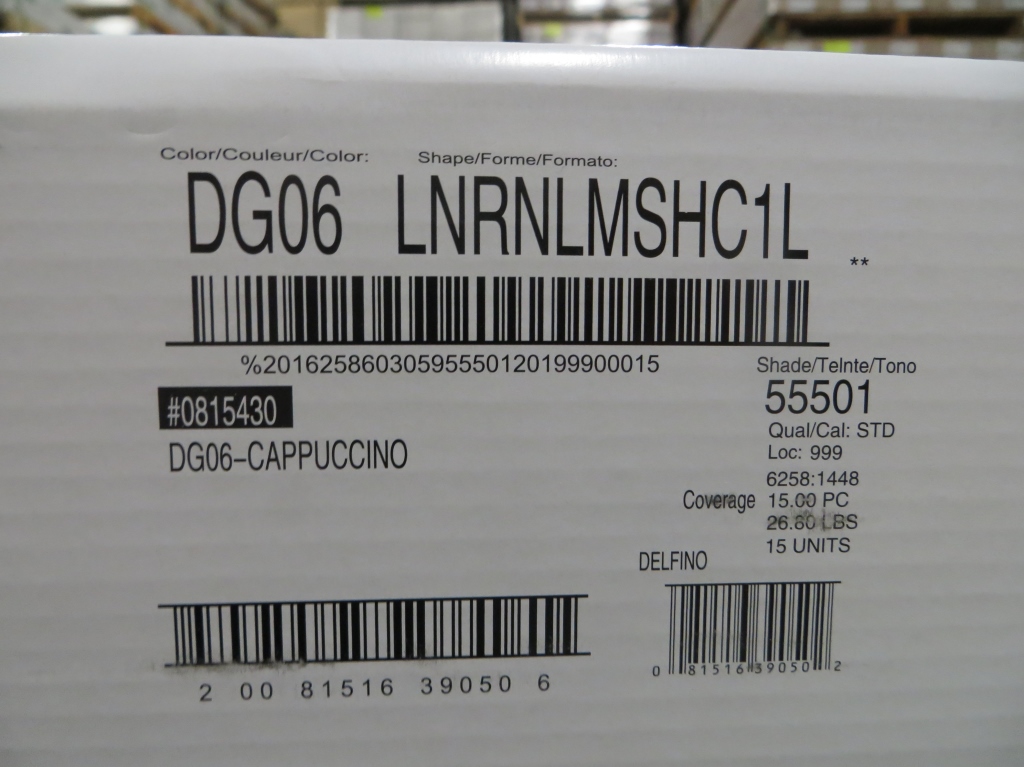 Color/Couleur/Color: Shape/Forme/Formato:
DG06 LNRNLMSHC1L **
%20162586030595550120199900015
Shade/Telnte/Tono
#0815430
55501
Qual/Cal: STD
DG06-CAPPUCCINO
Loc: 999
6258:1448
Coverage 15.00 PC
26.80 LBS
15 UNITS
DELFINO
0 81516 39050 2
2 00 81516 39050 6